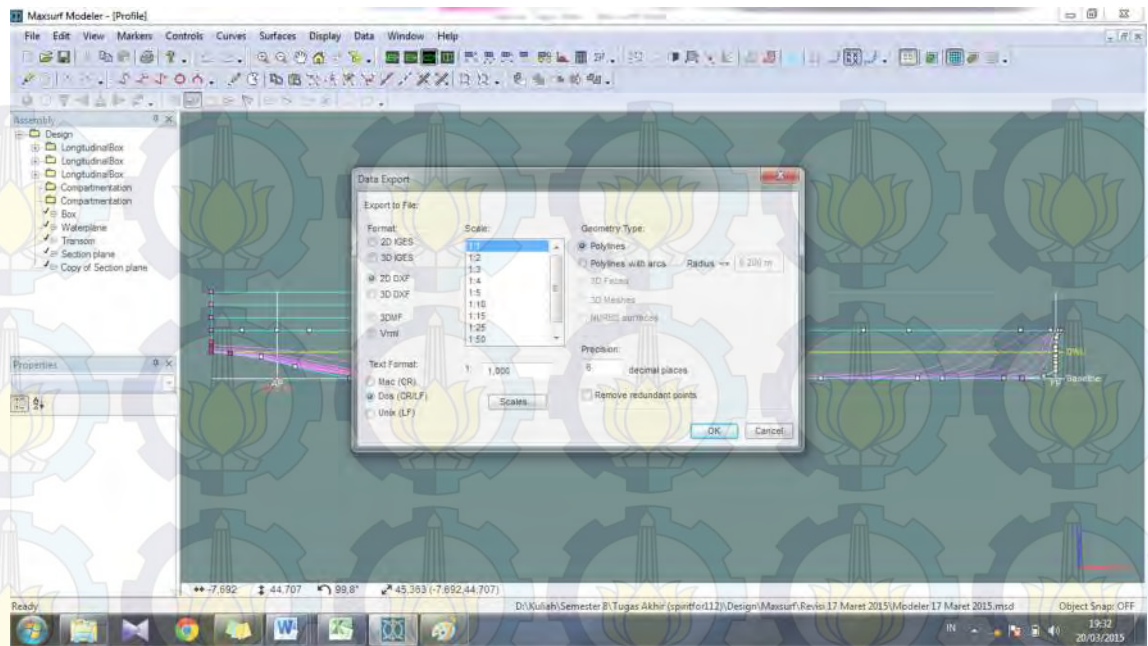 Maxsurf Modeler - [Profile]
File Edit View Markers Controls Curves Surfaces Display Data Window Help
Assembly
Design
LongitudinalBox
LongitudinalBox
LongitudinalBox
Compartmentation
Compartmentation
Box
Waterplane
Transom
Section plane
Copy of Section plane
Properties
Data Export
Export to File:
Format:
2D IGES
3D IGES
2D DXF
3D DXF
3DMF
Vrml
Text Format:
Mac (CR)
Dos (CR/LF)
Unix (LF)
Scale:
1:1
1:2
1:3
1:4
1:5
1:10
1:15
1:25
1:50
1: 1,000
Scales...
Geometry Type:
Polylines
Polylines with arcs Radius
3D Faces
3D Meshes
NURBS surfaces
Precision:
6 decimal places
Remove redundant points
OK Cancel
AP
DWL
Baseline
-7,692 44,707 99,8° 45,363 (-7,692,44,707)
Ready
D:\Kuliah\Semester 8\Tugas Akhir (spiritfor112)\Design\Maxsurf\Revisi 17 Maret 2015\Modeler 17 Maret 2015.msd
Object Snap: OFF
IN
19:32
20/03/2015